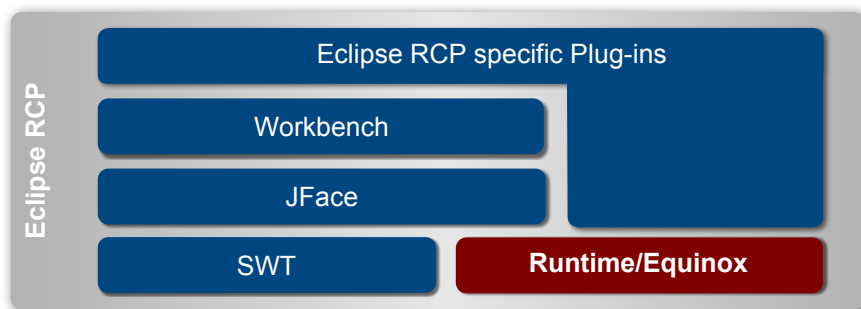 Eclipse RCP
Eclipse RCP specific Plug-ins
Workbench
JFace
SWT
Runtime/Equinox